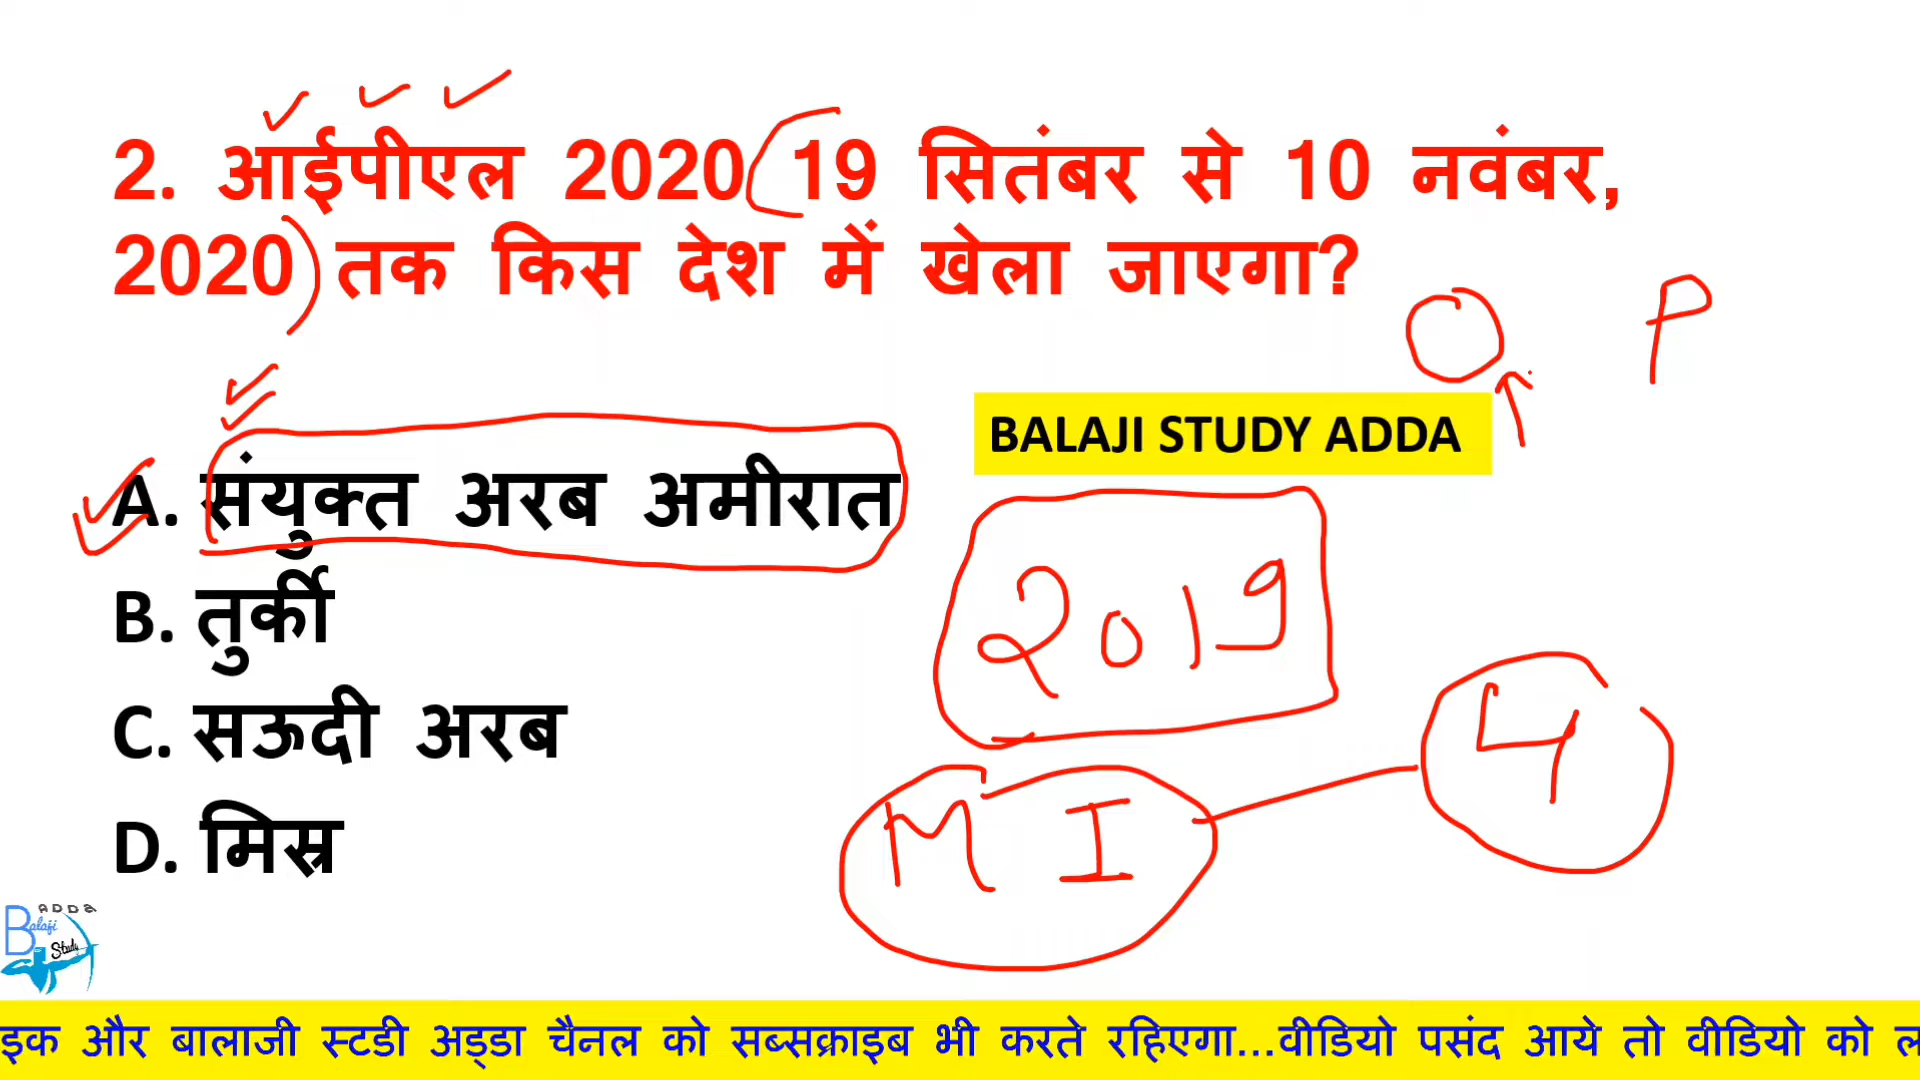 2. आईपीएल 2020 (19 सितंबर से 10 नवंबर,
2020) तक किस देश में खेला जाएगा?
O P
BALAJI STUDY ADDA
A. संयुक्त अरब अमीरात
B. तुर्की
C. सऊदी अरब
D. मिस्र
2019
MI 4
Balaji Study ADDA
इक और बालाजी स्टडी अड्डा चैनल को सब्सक्राइब भी करते रहिएगा...वीडियो पसंद आये तो वीडियो को ल